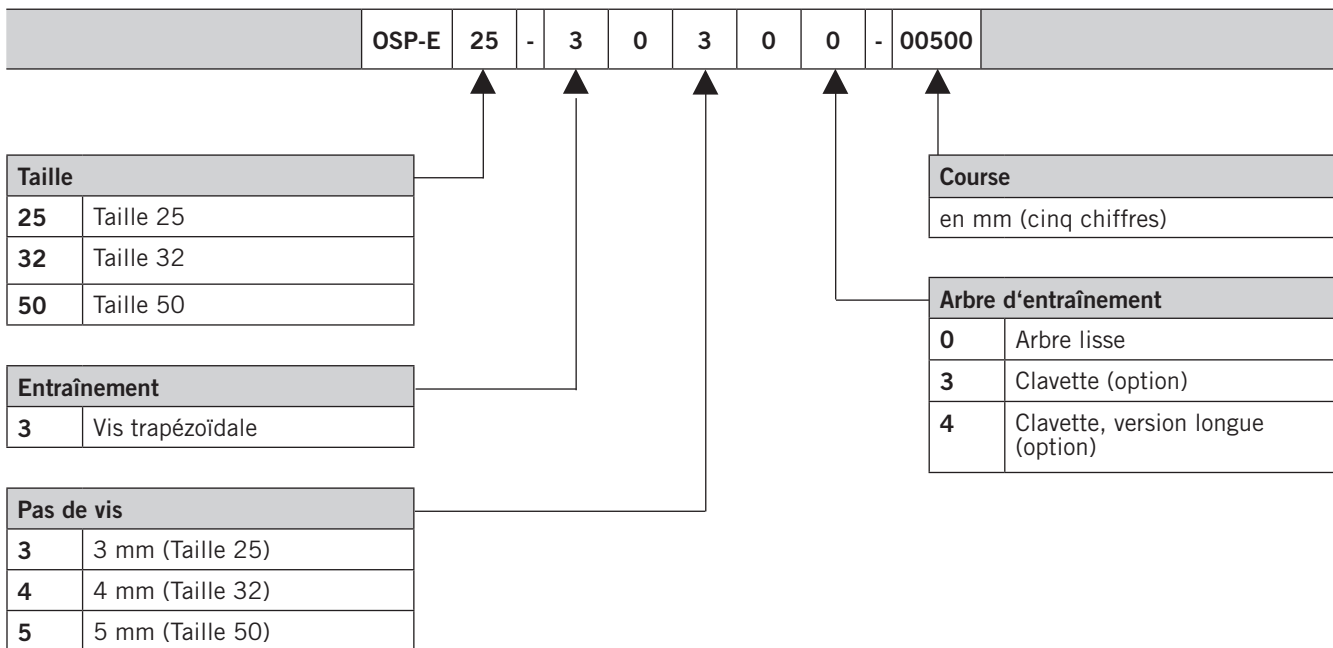 OSP-E 25 - 3 0 3 0 0 - 00500
Taille
25 Taille 25
32 Taille 32
50 Taille 50
Entraînement
3 Vis trapézoïdale
Pas de vis
3 3 mm (Taille 25)
4 4 mm (Taille 32)
5 5 mm (Taille 50)
Course
en mm (cinq chiffres)
Arbre d‘entraînement
0 Arbre lisse
3 Clavette (option)
4 Clavette, version longue
(option)